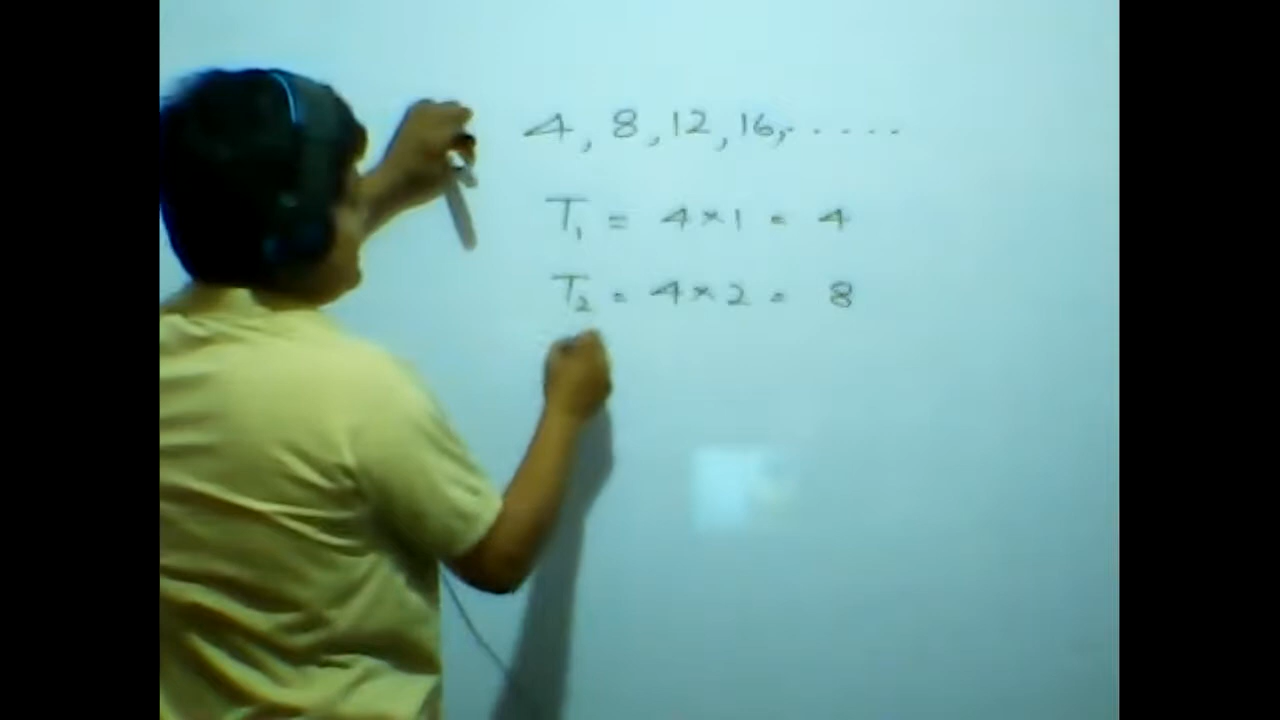 4, 8, 12, 16, . . . . .
T₁ = 4 × 1 = 4
T₂ = 4 × 2 = 8